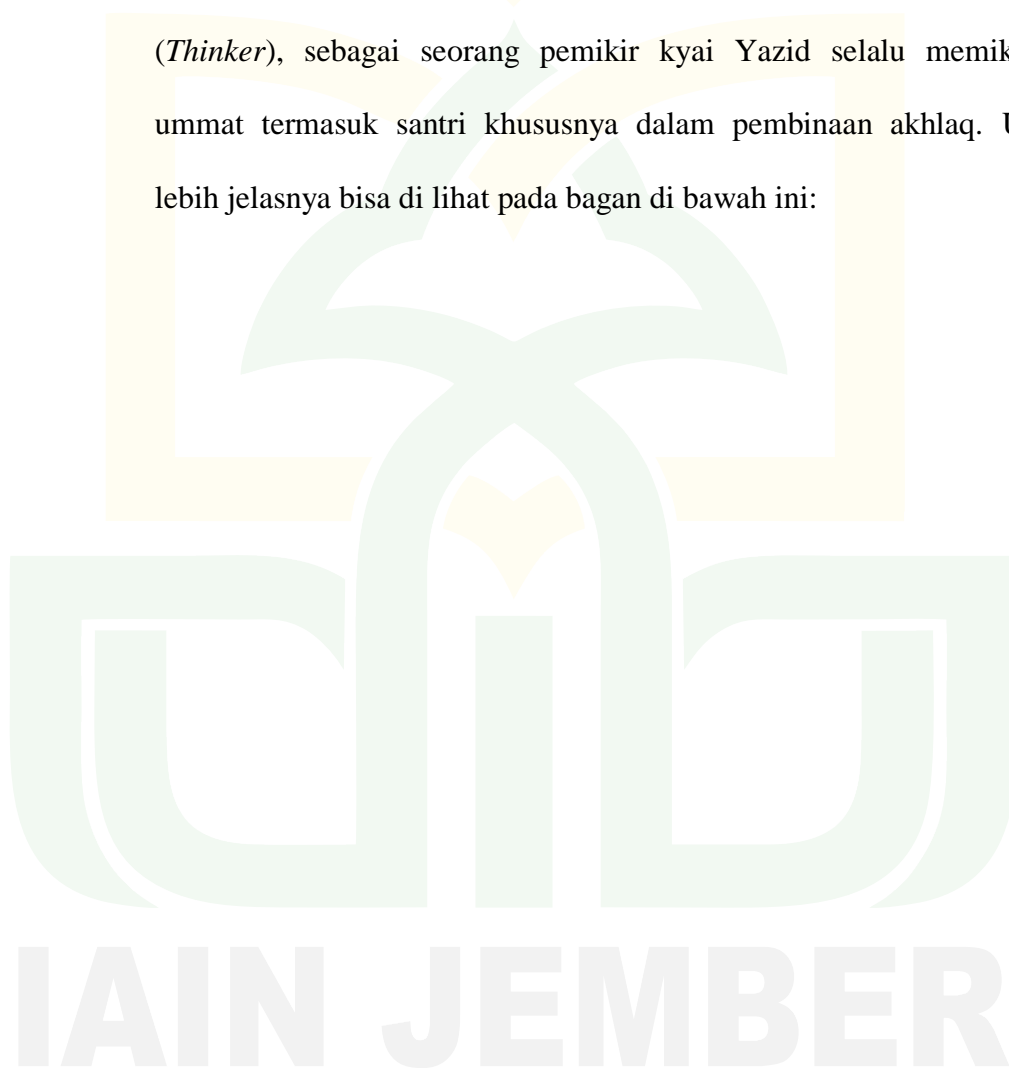 (Thinker), sebagai seorang pemikir kyai Yazid selalu
ummat termasuk santri khususnya dalam pembinaan akhlaq.
lebih jelasnya bisa di lihat pada bagan di bawah ini:
IAIN JEMBER